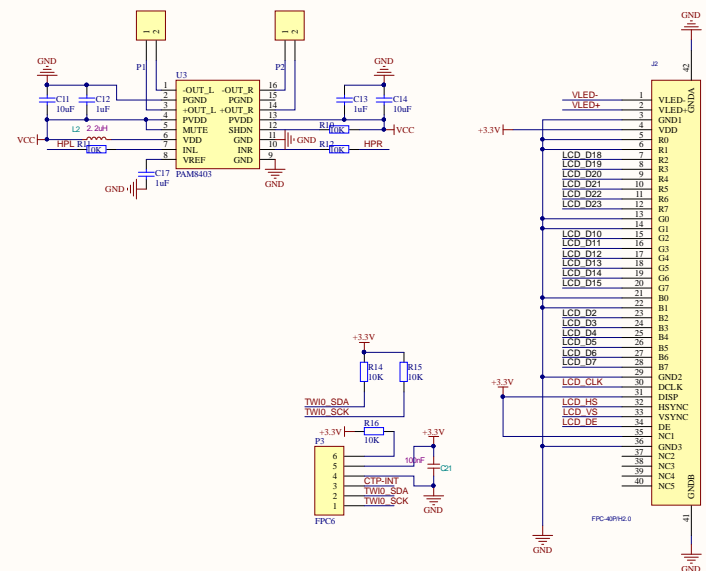 1
2
P1
GND
C11
10uF
C12
1uF
VCC
L2
2.2uH
HPL
R11
10K
C17
1uF
GND
U3
1
2
3
4
5
6
7
8
-OUT_L
PGND
+OUT_L
PVDD
MUTE
VDD
INL
VREF
-OUT_R
PGND
+OUT_R
PVDD
SHDN
GND
INR
GND
16
15
14
13
12
11
10
9
PAM8403
1
2
P2
GND
C13
1uF
C14
10uF
R10
10K
VCC
GND
R12
10K
HPR
GND
+3.3V
R14
10K
R15
10K
TWI0_SDA
TWI0_SCK
+3.3V
R16
10K
+3.3V
100nF
C21
GND
P3
6
5
4
3
2
1
CTP-INT
TWI0_SDA
TWI0_SCK
FPC6
GND
J2
42
GNDA
VLED- 1 VLED-
VLED+ 2 VLED+
3 GND1
+3.3V 4 VDD
5 R0
6 R1
LCD_D18 7 R2
LCD_D19 8 R3
LCD_D20 9 R4
LCD_D21 10 R5
LCD_D22 11 R6
LCD_D23 12 R7
13 G0
14 G1
LCD_D10 15 G2
LCD_D11 16 G3
LCD_D12 17 G4
LCD_D13 18 G5
LCD_D14 19 G6
LCD_D15 20 G7
21 B0
22 B1
LCD_D2 23 B2
LCD_D3 24 B3
LCD_D4 25 B4
LCD_D5 26 B5
LCD_D6 27 B6
LCD_D7 28 B7
29 GND2
LCD_CLK 30 DCLK
+3.3V 31 DISP
LCD_HS 32 HSYNC
LCD_VS 33 VSYNC
LCD_DE 34 DE
35 NC1
36 GND3
37 NC2
38 NC3
39 NC4
40 NC5
GNDB
41
FPC-40P/H2.0
GND
GND